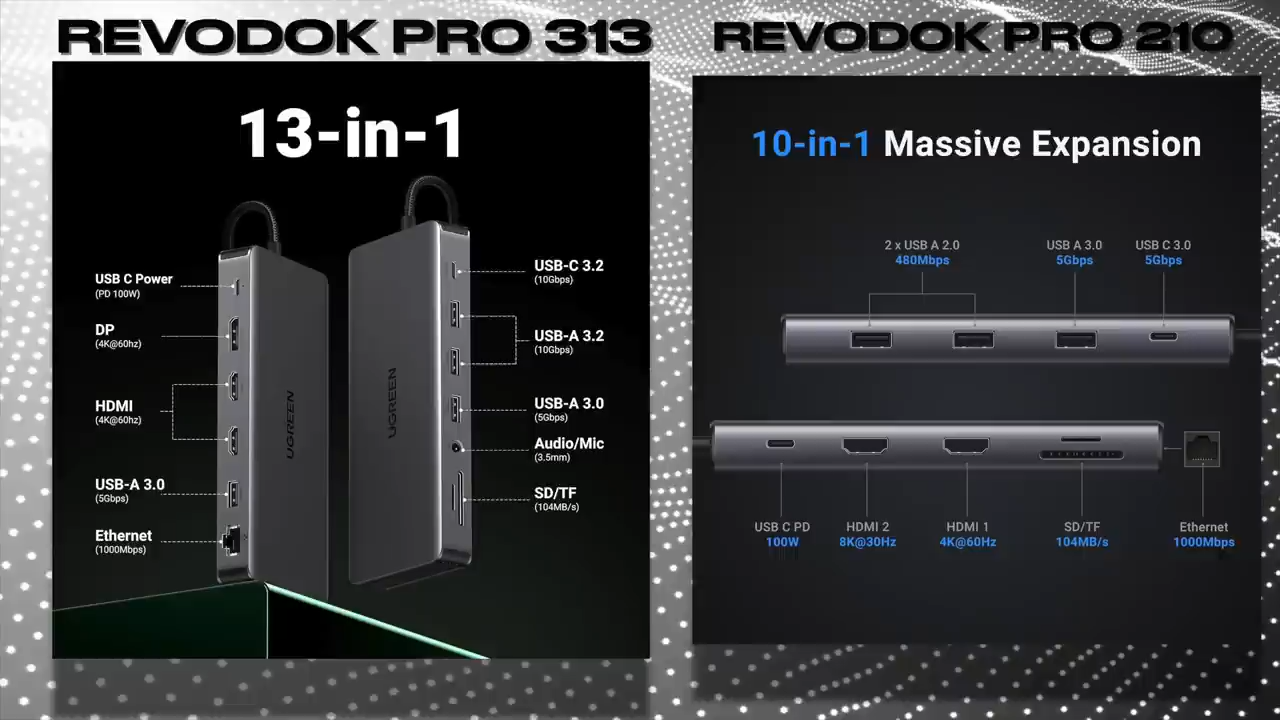 REVODOK PRO 313
13-in-1
USB C Power
(PD 100W)
DP
(4K@60hz)
HDMI
(4K@60hz)
USB-A 3.0
(5Gbps)
Ethernet
(1000Mbps)
UGREEN
UGREEN
USB-C 3.2
(10Gbps)
USB-A 3.2
(10Gbps)
USB-A 3.0
(5Gbps)
Audio/Mic
(3.5mm)
SD/TF
(104MB/s)
REVODOK PRO 210
10-in-1 Massive Expansion
2 x USB A 2.0
480Mbps
USB A 3.0
5Gbps
USB C 3.0
5Gbps
USB C PD
100W
HDMI 2
8K@30Hz
HDMI 1
4K@60Hz
SD/TF
104MB/s
Ethernet
1000Mbps